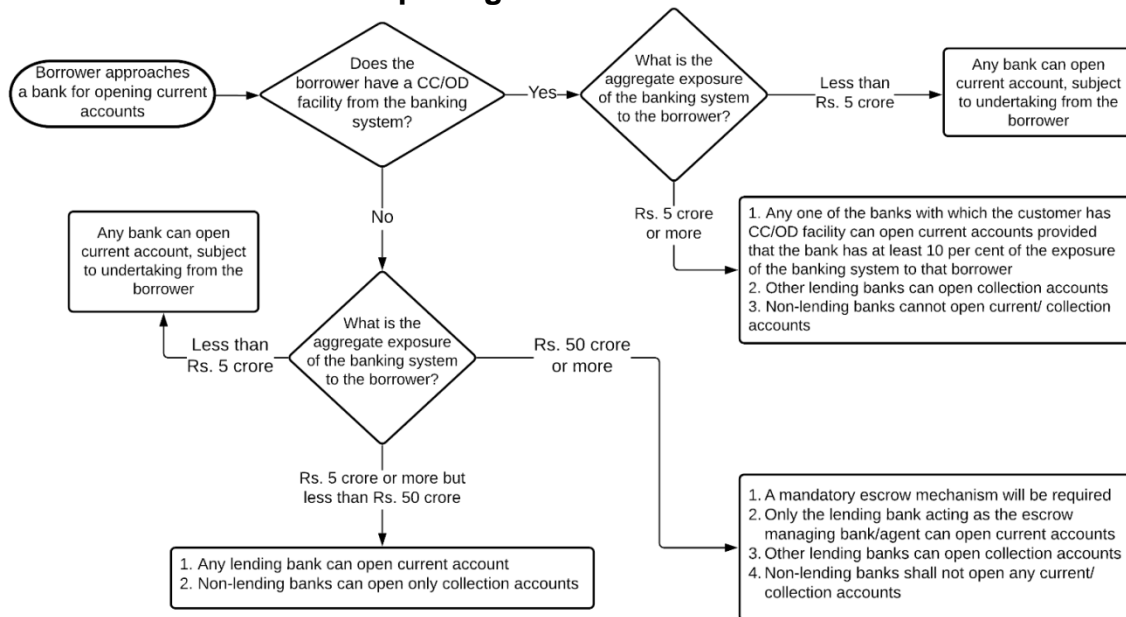 Borrower approaches
a bank for opening current
accounts
Does the
borrower have a CC/OD
facility from the banking
system?
Yes
What is the
aggregate exposure
of the banking system
to the borrower?
Less than
Rs. 5 crore
Any bank can open
current account, subject
to undertaking from the
borrower
No
Rs. 5 crore
or more
1. Any one of the banks with which the customer has
CC/OD facility can open current accounts provided
that the bank has at least 10 per cent of the exposure
of the banking system to that borrower
2. Other lending banks can open collection accounts
3. Non-lending banks cannot open current/ collection
accounts
Any bank can open
current account, subject
to undertaking from the
borrower
Less than
Rs. 5 crore
What is the
aggregate exposure
of the banking system
to the borrower?
Rs. 50 crore
or more
Rs. 5 crore or more but
less than Rs. 50 crore
1. Any lending bank can open current account
2. Non-lending banks can open only collection accounts
1. A mandatory escrow mechanism will be required
2. Only the lending bank acting as the escrow
managing bank/agent can open current accounts
3. Other lending banks can open collection accounts
4. Non-lending banks shall not open any current/
collection accounts